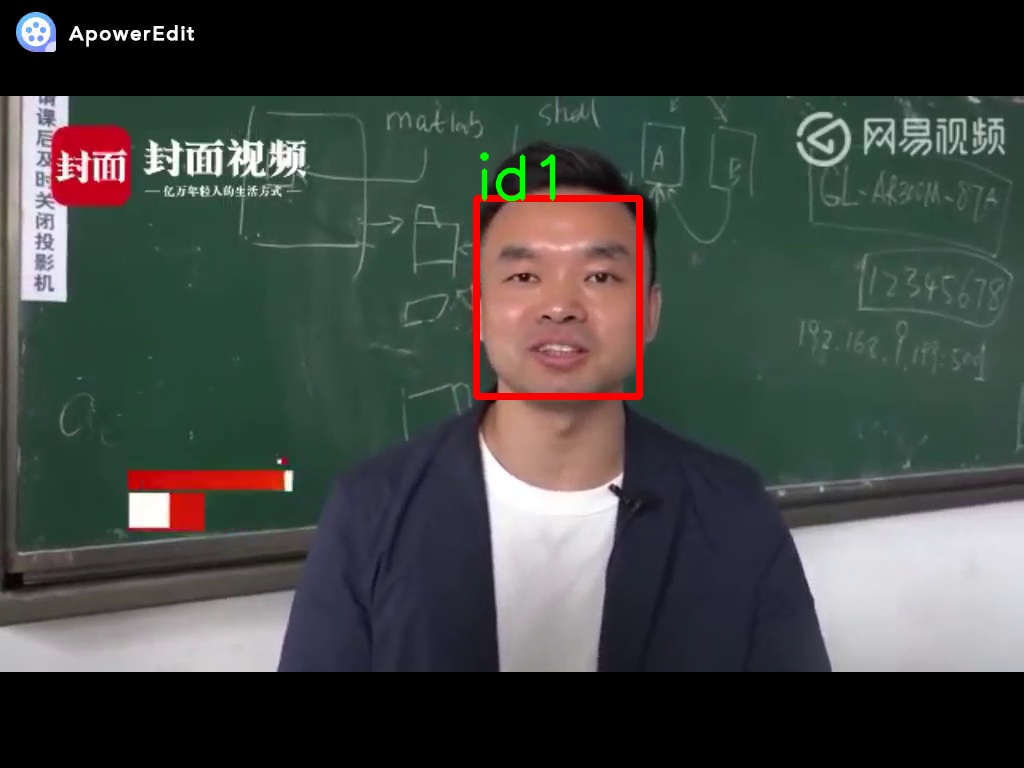 ApowerEdit
请课后及时关闭投影机
封面
封面视频
亿万年轻人的生活方式
网易视频
id1
matlab
shell
A
B
GL-AR300M-87A
12345678
192.168.9.199:5001